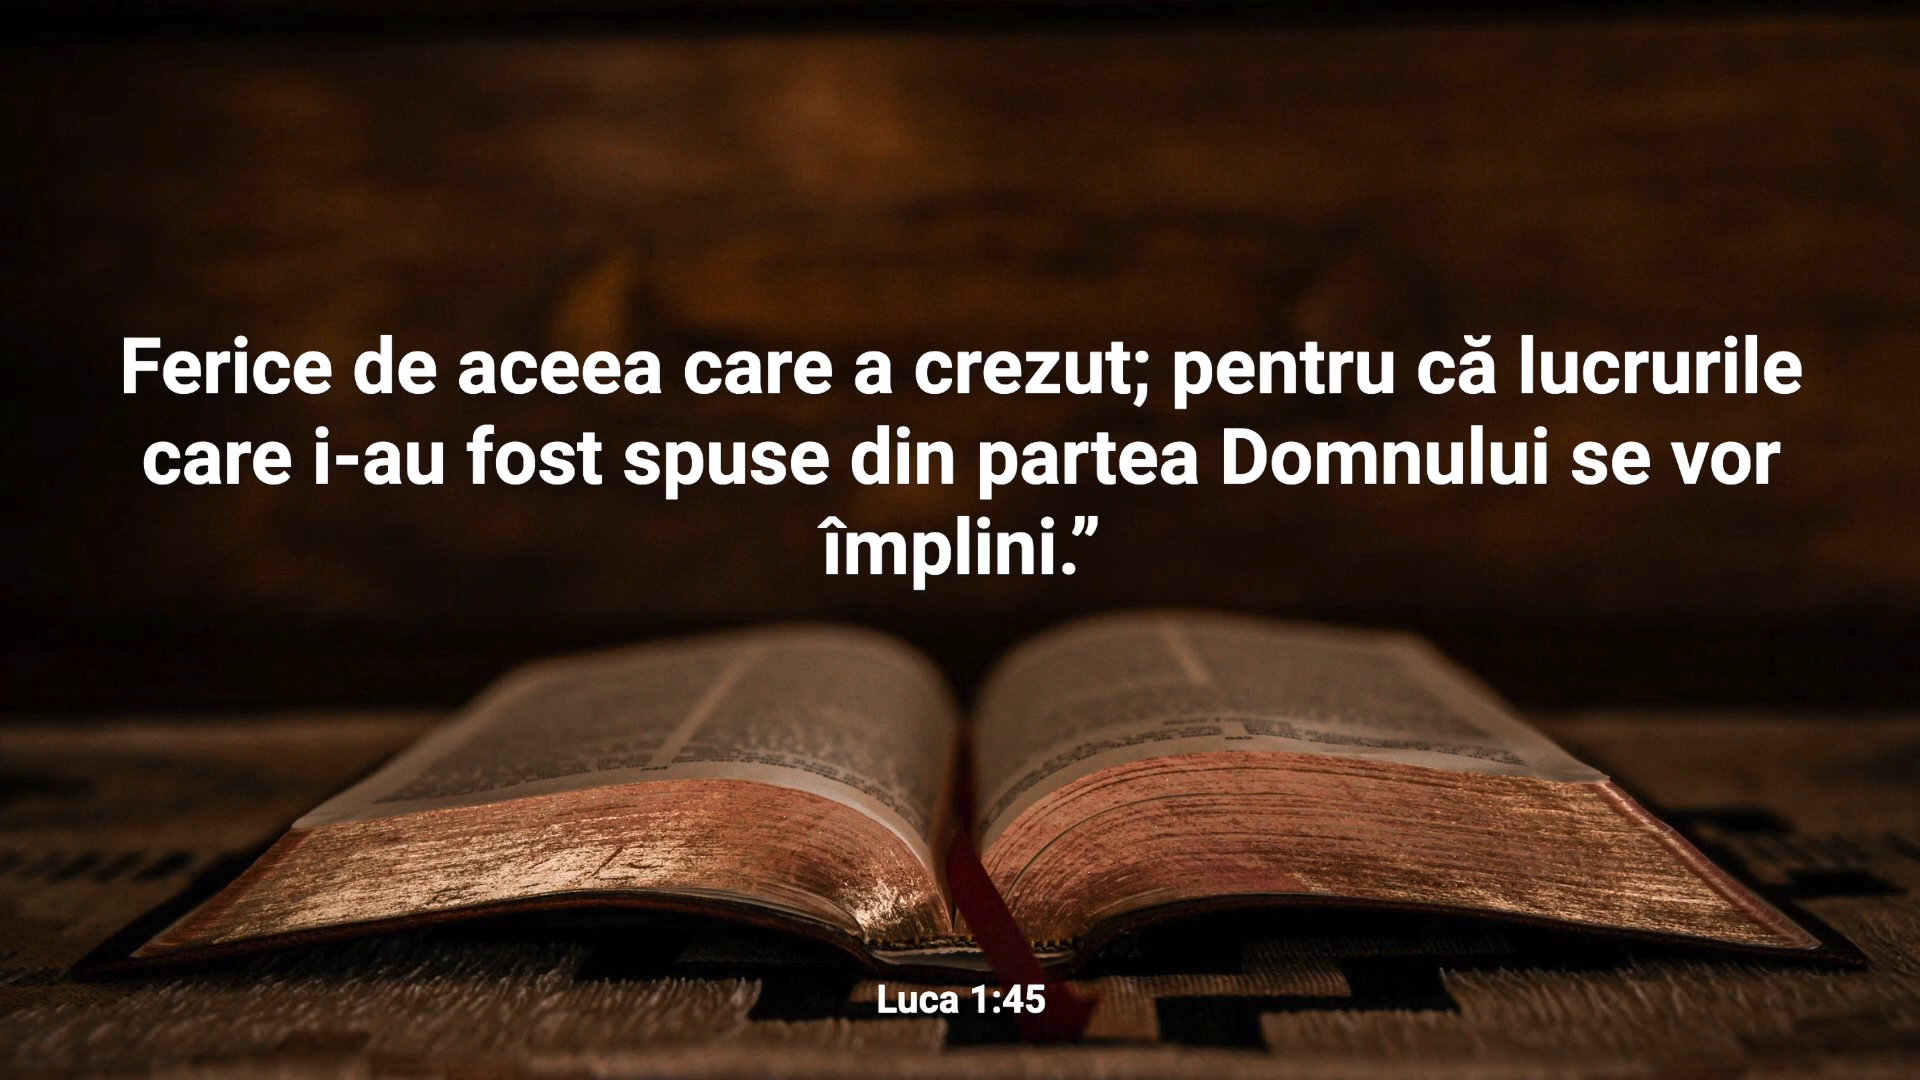 Ferice de aceea care a crezut; pentru că lucrurile
care i-au fost spuse din partea Domnului se vor
împlini.”
Luca 1:45